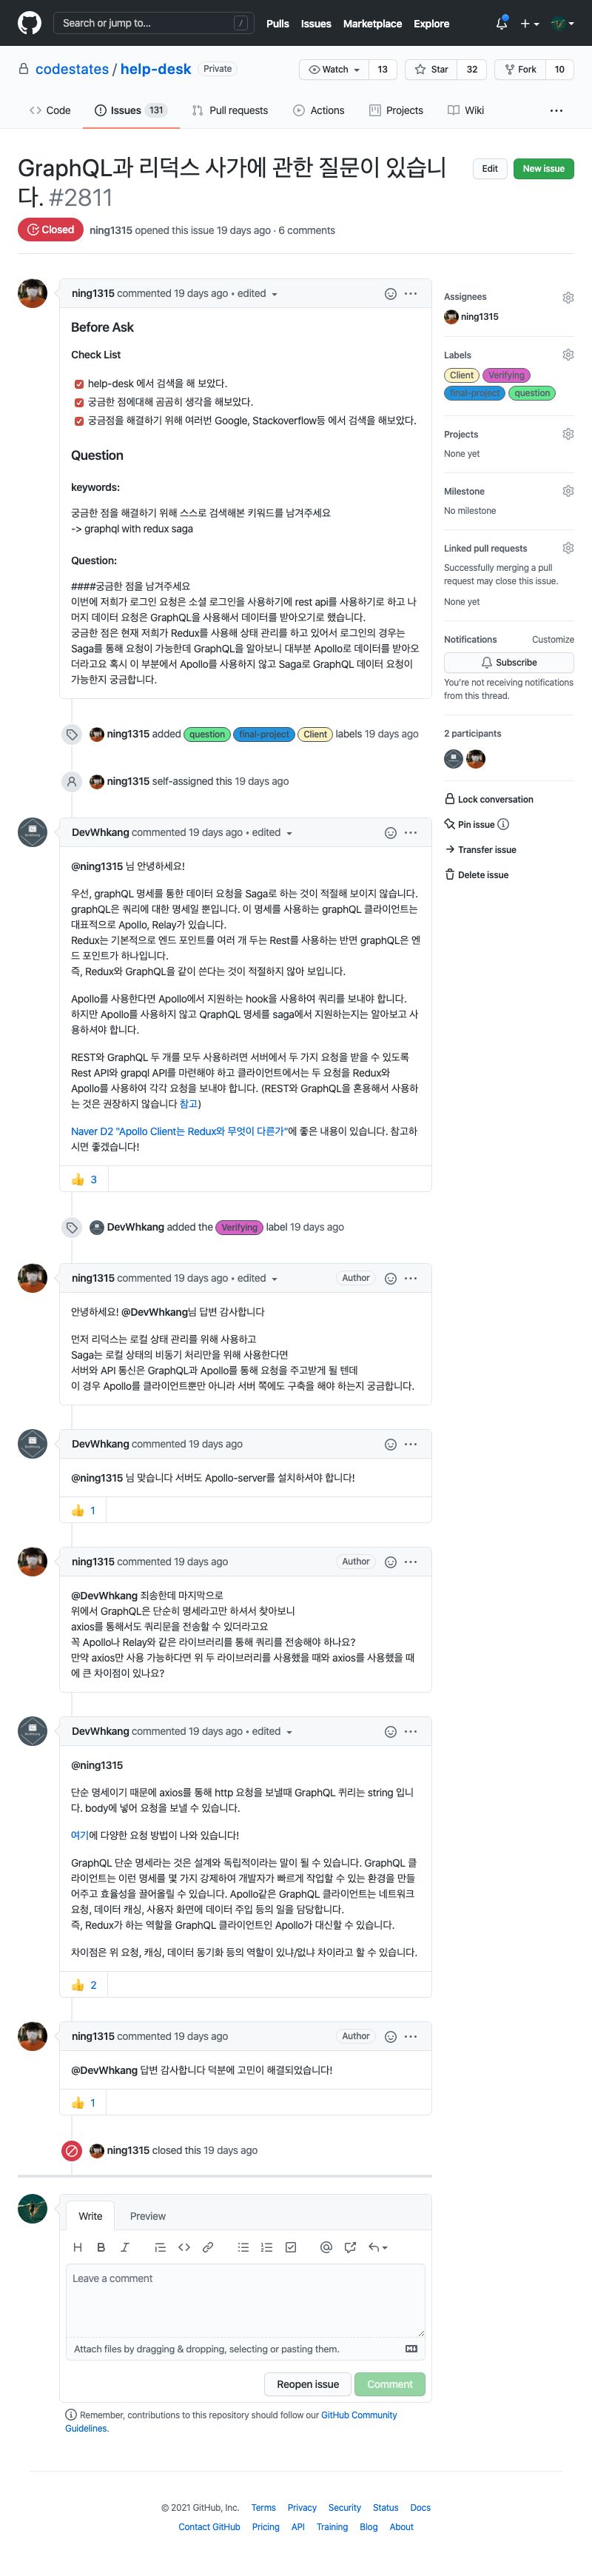 Search or jump to...
/
Pulls Issues Marketplace Explore
codestates / help-desk Private
Watch 13 Star 32 Fork 10
Code Issues 131 Pull requests Actions Projects Wiki
GraphQL과 리덕스 사가에 관한 질문이 있습니
다. #2811
Edit New issue
Closed ning1315 opened this issue 19 days ago · 6 comments
ning1315 commented 19 days ago • edited
Before Ask
Check List
help-desk 에서 검색을 해 보았다.
궁금한 점에대해 곰곰히 생각을 해보았다.
궁금점을 해결하기 위해 여러번 Google, Stackoverflow등 에서 검색을 해보았다.
Question
keywords:
궁금한 점을 해결하기 위해 스스로 검색해본 키워드를 남겨주세요
-> graphql with redux saga
Question:
####궁금한 점을 남겨주세요
이번에 저희가 로그인 요청은 소셜 로그인을 사용하기에 rest api를 사용하기로 하고 나
머지 데이터 요청은 GraphQL을 사용해서 데이터를 받아오기로 했습니다.
궁금한 점은 현재 저희가 Redux를 사용해 상태 관리를 하고 있어서 로그인의 경우는
Saga를 통해 요청이 가능한데 GraphQL을 알아보니 대부분 Apollo로 데이터를 받아오
더라고요 혹시 이 부분에서 Apollo를 사용하지 않고 Saga로 GraphQL 데이터 요청이
가능한지 궁금합니다.
ning1315 added question final-project Client labels 19 days ago
ning1315 self-assigned this 19 days ago
DevWhkang commented 19 days ago • edited
@ning1315 님 안녕하세요!
우선, graphQL 명세를 통한 데이터 요청을 Saga로 하는 것이 적절해 보이지 않습니다.
graphQL은 쿼리에 대한 명세일 뿐입니다. 이 명세를 사용하는 graphQL 클라이언트는
대표적으로 Apollo, Relay가 있습니다.
Redux는 기본적으로 엔드 포인트를 여러 개 두는 Rest를 사용하는 반면 graphQL은 엔
드 포인트가 하나입니다.
즉, Redux와 GraphQL을 같이 쓴다는 것이 적절하지 않아 보입니다.
Apollo를 사용한다면 Apollo에서 지원하는 hook을 사용하여 쿼리를 보내야 합니다.
하지만 Apollo를 사용하지 않고 QraphQL 명세를 saga에서 지원하는지는 알아보고 사
용하셔야 합니다.
REST와 GraphQL 두 개를 모두 사용하려면 서버에서 두 가지 요청을 받을 수 있도록
Rest API와 grapql API를 마련해야 하고 클라이언트에서는 두 요청을 Redux와
Apollo를 사용하여 각각 요청을 보내야 합니다. (REST와 GraphQL을 혼용해서 사용하
는 것은 권장하지 않습니다 참고)
Naver D2 "Apollo Client는 Redux와 무엇이 다른가"에 좋은 내용이 있습니다. 참고하
시면 좋겠습니다!
3
DevWhkang added the Verifying label 19 days ago
ning1315 commented 19 days ago • edited Author
안녕하세요! @DevWhkang님 답변 감사합니다
먼저 리덕스는 로컬 상태 관리를 위해 사용하고
Saga는 로컬 상태의 비동기 처리만을 위해 사용한다면
서버와 API 통신은 GraphQL과 Apollo를 통해 요청을 주고받게 될 텐데
이 경우 Apollo를 클라이언트뿐만 아니라 서버 쪽에도 구축을 해야 하는지 궁금합니다.
DevWhkang commented 19 days ago
@ning1315 님 맞습니다 서버도 Apollo-server를 설치하셔야 합니다!
1
ning1315 commented 19 days ago Author
@DevWhkang 죄송한데 마지막으로
위에서 GraphQL은 단순히 명세라고만 하셔서 찾아보니
axios를 통해서도 쿼리문을 전송할 수 있더라고요
꼭 Apollo나 Relay와 같은 라이브러리를 통해 쿼리를 전송해야 하나요?
만약 axios만 사용 가능하다면 위 두 라이브러리를 사용했을 때와 axios를 사용했을 때
에 큰 차이점이 있나요?
DevWhkang commented 19 days ago • edited
@ning1315
단순 명세이기 때문에 axios를 통해 http 요청을 보낼때 GraphQL 쿼리는 string 입니
다. body에 넣어 요청을 보낼 수 있습니다.
여기에 다양한 요청 방법이 나와 있습니다!
GraphQL 단순 명세라는 것은 설계와 독립적이라는 말이 될 수 있습니다. GraphQL 클
라이언트는 이런 명세를 몇 가지 강제하여 개발자가 빠르게 작업할 수 있는 환경을 만들
어주고 효율성을 끌어올릴 수 있습니다. Apollo같은 GraphQL 클라이언트는 네트워크
요청, 데이터 캐싱, 사용자 화면에 데이터 주입 등의 일을 담당합니다.
즉, Redux가 하는 역할을 GraphQL 클라이언트인 Apollo가 대신할 수 있습니다.
차이점은 위 요청, 캐싱, 데이터 동기화 등의 역할이 있냐/없냐 차이라고 할 수 있습니다.
2
ning1315 commented 19 days ago Author
@DevWhkang 답변 감사합니다 덕분에 고민이 해결되었습니다!
1
ning1315 closed this 19 days ago
Write Preview
H B I
Leave a comment
Attach files by dragging & dropping, selecting or pasting them.
Reopen issue Comment
Remember, contributions to this repository should follow our GitHub Community
Guidelines.
Assignees
ning1315
Labels
Client Verifying
final-project question
Projects
None yet
Milestone
No milestone
Linked pull requests
Successfully merging a pull
request may close this issue.
None yet
Notifications Customize
Subscribe
You're not receiving notifications
from this thread.
2 participants
Lock conversation
Pin issue
Transfer issue
Delete issue
© 2021 GitHub, Inc. Terms Privacy Security Status Docs
Contact GitHub Pricing API Training Blog About